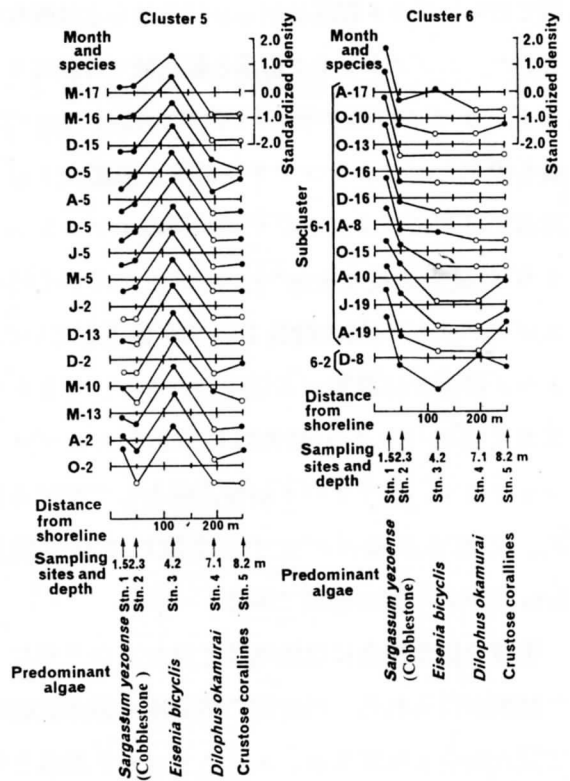 Cluster 5
Month and species
Standardized density
2.0
1.0
0.0
-1.0
-2.0
M-17
M-16
D-15
O-5
A-5
D-5
J-5
M-5
J-2
D-13
D-2
M-10
M-13
A-2
O-2
Distance from shoreline
100
200 m
Sampling sites and depth
1.52.3 4.2 7.1 8.2 m
Stn. 1
Stn. 2
Stn. 3
Stn. 4
Stn. 5
Predominant algae
Sargassum yezoense
(Cobblestone)
Eisenia bicyclis
Dilophus okamurai
Crustose corallines
Cluster 6
Month and species
Standardized density
2.0
1.0
0.0
-1.0
-2.0
Subcluster
6-1
A-17
O-10
O-13
O-16
D-16
A-8
O-15
A-10
J-19
A-19
6-2
D-8
Distance from shoreline
100
200 m
Sampling sites and depth
1.52.3 4.2 7.1 8.2 m
Stn. 1
Stn. 2
Stn. 3
Stn. 4
Stn. 5
Predominant algae
Sargassum yezoense
(Cobblestone)
Eisenia bicyclis
Dilophus okamurai
Crustose corallines